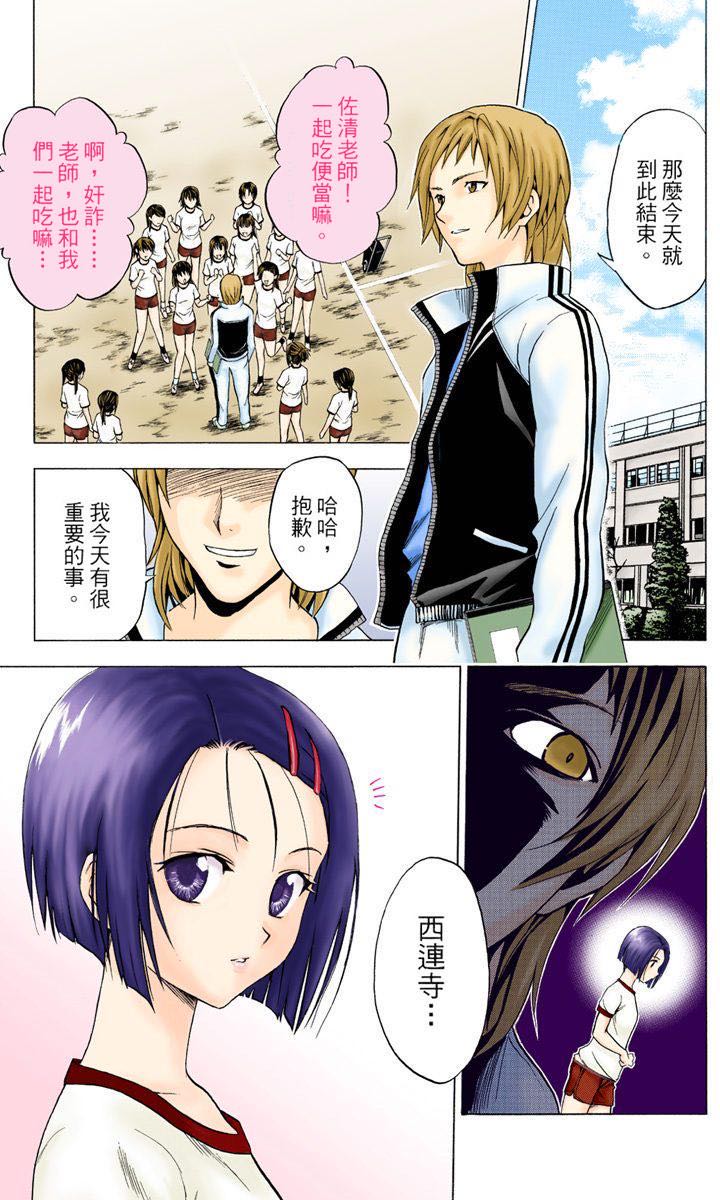 那麼今天就
到此結束。
佐清老師！
一起吃便當嘛。
啊，奸詐……
老師，也和我
們一起吃嘛…
哈哈，
抱歉。
我今天有很
重要的事。
西連寺…